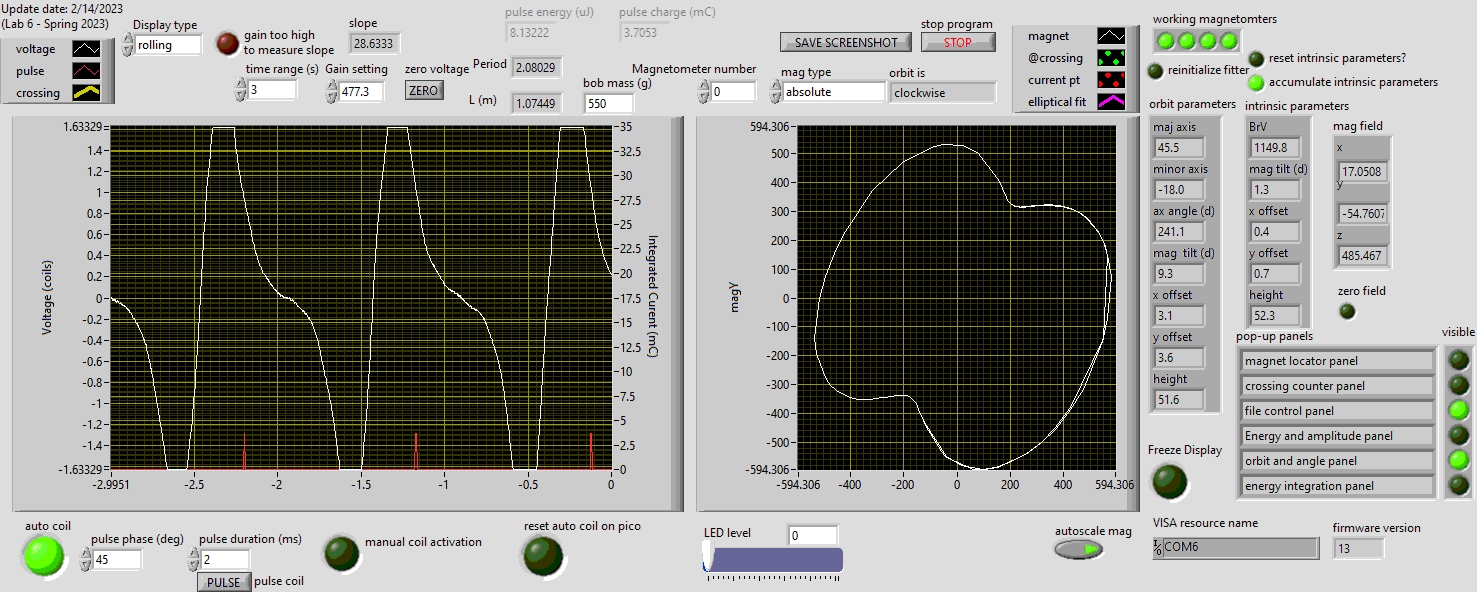 Update date: 2/14/2023
(Lab 6 - Spring 2023)
voltage
pulse
crossing
Display type
rolling
gain too high
to measure slope
slope
28.6333
time range (s)
3
Gain setting
477.3
zero voltage
ZERO
pulse energy (uJ)
8.13222
pulse charge (mC)
3.7053
Period
2.08029
L (m)
1.07449
bob mass (g)
550
Magnetometer number
0
mag type
absolute
orbit is
clockwise
SAVE SCREENSHOT
stop program
STOP
magnet
@crossing
current pt
elliptical fit
working magnetomters
reinitialize fitter
reset intrinsic parameters?
accumulate intrinsic parameters
Voltage (coils)
1.63329
1.4
1.2
1
0.8
0.6
0.4
0.2
0
-0.2
-0.4
-0.6
-0.8
-1
-1.2
-1.4
-1.63329
-2.9951
-2.5
-2
-1.5
-1
-0.5
0
35
32.5
30
27.5
25
22.5
20
17.5
15
12.5
10
7.5
5
2.5
0
Integrated Current (mC)
magY
594.306
500
400
300
200
100
0
-100
-200
-300
-400
-500
-594.306
-594.306
-400
-200
0
200
400
594.306
orbit parameters
maj axis
45.5
minor axis
-18.0
ax angle (d)
241.1
mag tilt (d)
9.3
x offset
3.1
y offset
3.6
height
51.6
intrinsic parameters
BrV
1149.8
mag tilt (d)
1.3
x offset
0.4
y offset
0.7
height
52.3
mag field
x
17.0508
y
-54.7607
z
485.467
zero field
pop-up panels
visible
magnet locator panel
crossing counter panel
file control panel
Energy and amplitude panel
orbit and angle panel
energy integration panel
Freeze Display
auto coil
pulse phase (deg)
45
pulse duration (ms)
2
PULSE
pulse coil
manual coil activation
reset auto coil on pico
LED level
0
autoscale mag
VISA resource name
COM6
firmware version
13